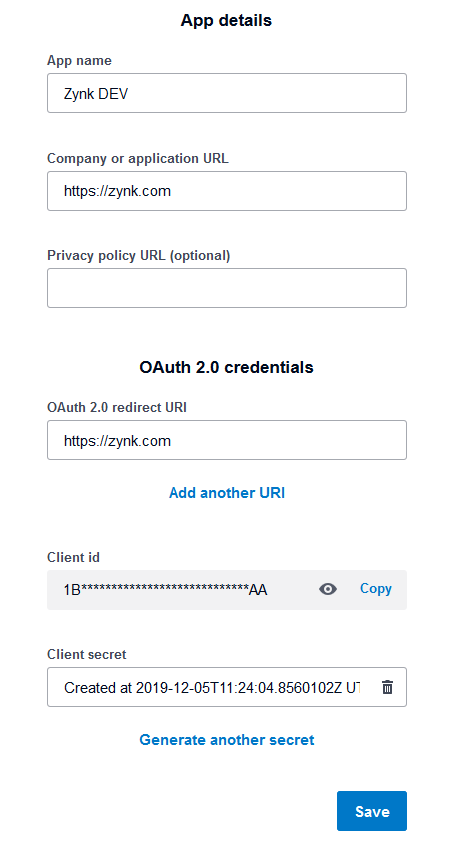 App details
App name
Zynk DEV
Company or application URL
https://zynk.com
Privacy policy URL (optional)
OAuth 2.0 credentials
OAuth 2.0 redirect URI
https://zynk.com
Add another URI
Client id
1B****************************AA Copy
Client secret
Created at 2019-12-05T11:24:04.8560102Z UT
Generate another secret
Save